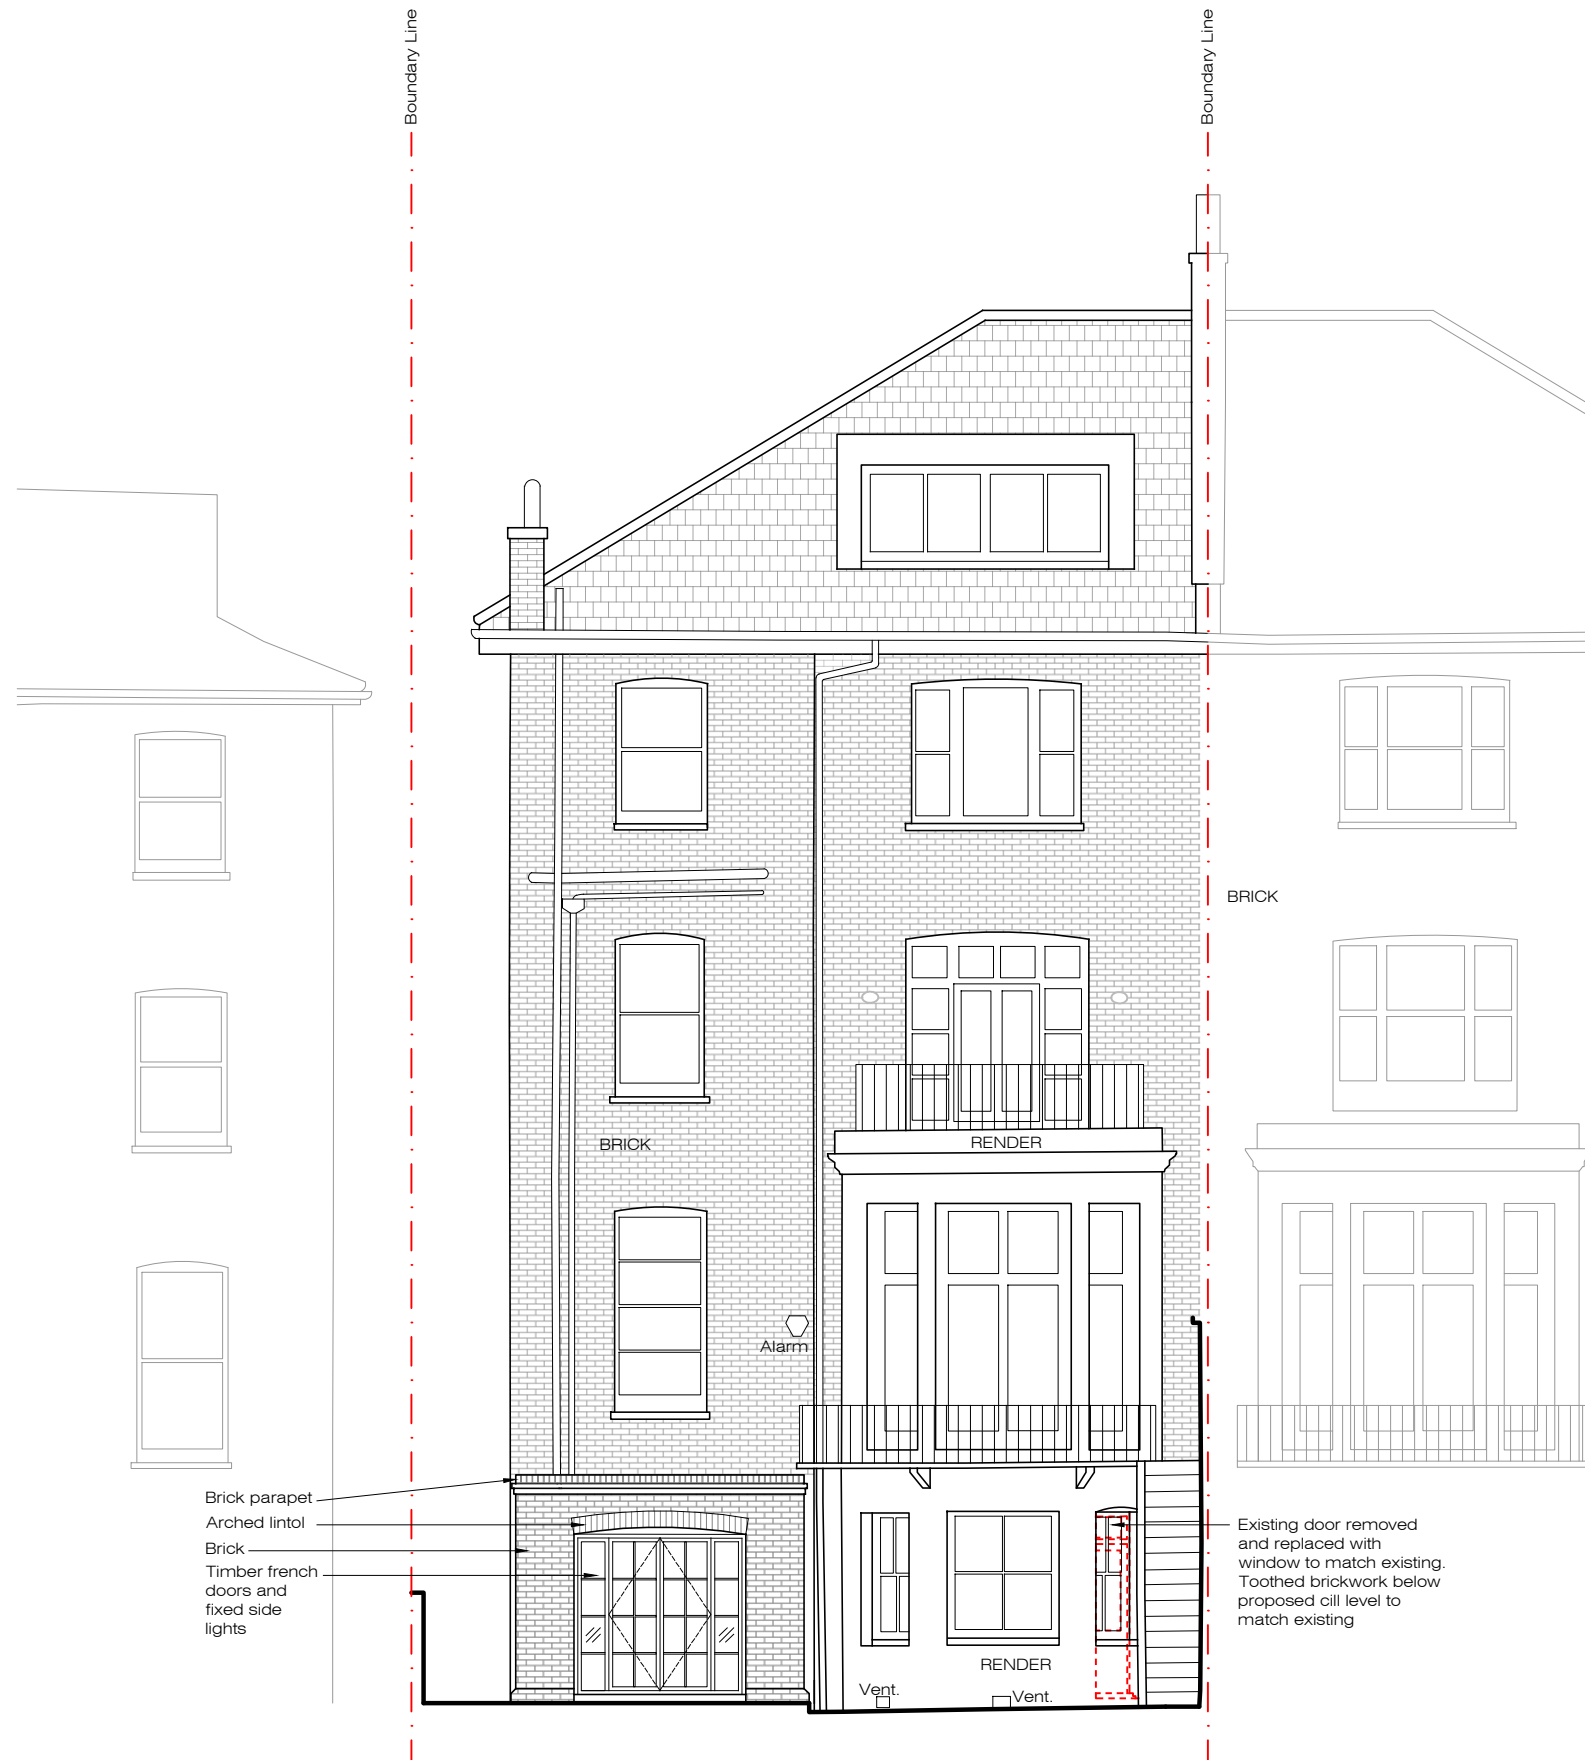 Boundary Line
Boundary Line
BRICK
BRICK
RENDER
Alarm
Brick parapet
Arched lintol
Brick
Timber french
doors and
fixed side
lights
Existing door removed
and replaced with
window to match existing.
Toothed brickwork below
proposed cill level to
match existing
RENDER
Vent.
Vent.